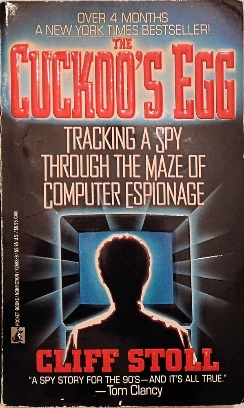 OVER 4 MONTHS
A NEW YORK TIMES BESTSELLER!
THE
CUCKOO'S EGG
TRACKING A SPY
THROUGH THE MAZE OF
COMPUTER ESPIONAGE
CLIFF STOLL
"A SPY STORY FOR THE 90'S—AND IT'S ALL TRUE."
—Tom Clancy